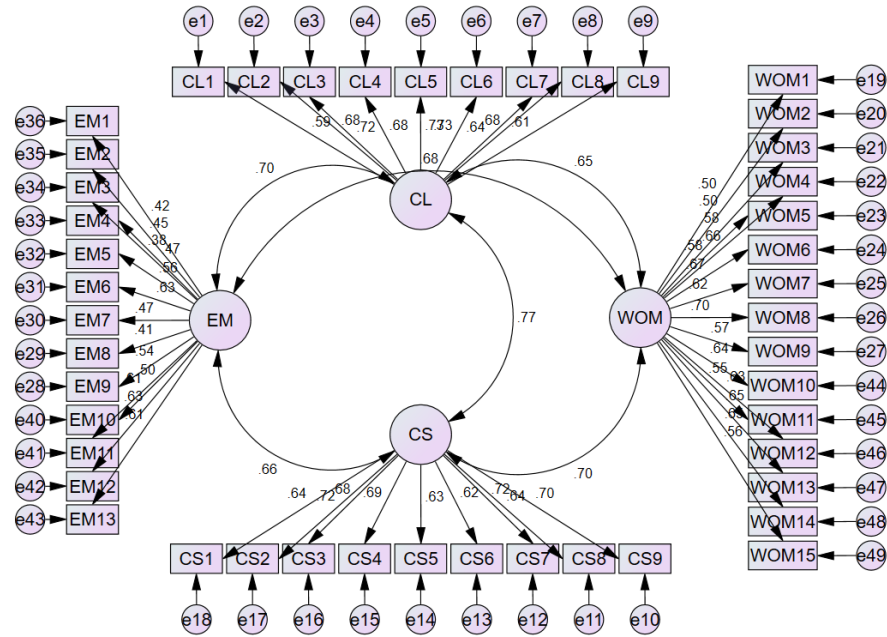 e1 e2 e3 e4 e5 e6 e7 e8 e9
CL1 CL2 CL3 CL4 CL5 CL6 CL7 CL8 CL9
.59 .68 .72 .68 .73 .64 .68 .61
.68
CL
.70
.65
e36 EM1
e35 EM2
e34 EM3
e33 EM4
e32 EM5
e31 EM6
e30 EM7
e29 EM8
e28 EM9
e40 EM10
e41 EM11
e42 EM12
e43 EM13
.42
.45
.38 .47
.56
.63
.47
.41
.54
.50
.63
.61
EM
WOM
.77
WOM1 e19
WOM2 e20
WOM3 e21
WOM4 e22
WOM5 e23
WOM6 e24
WOM7 e25
WOM8 e26
WOM9 e27
WOM10 e44
WOM11 e45
WOM12 e46
WOM13 e47
WOM14 e48
WOM15 e49
.50
.50
.58
.66
.58
.67
.62
.70
.57
.64
.55
.65
.56
CS
.66
.70
.64 .72 .68 .69 .63 .62 .72 .64 .70
CS1 CS2 CS3 CS4 CS5 CS6 CS7 CS8 CS9
e18 e17 e16 e15 e14 e13 e12 e11 e10